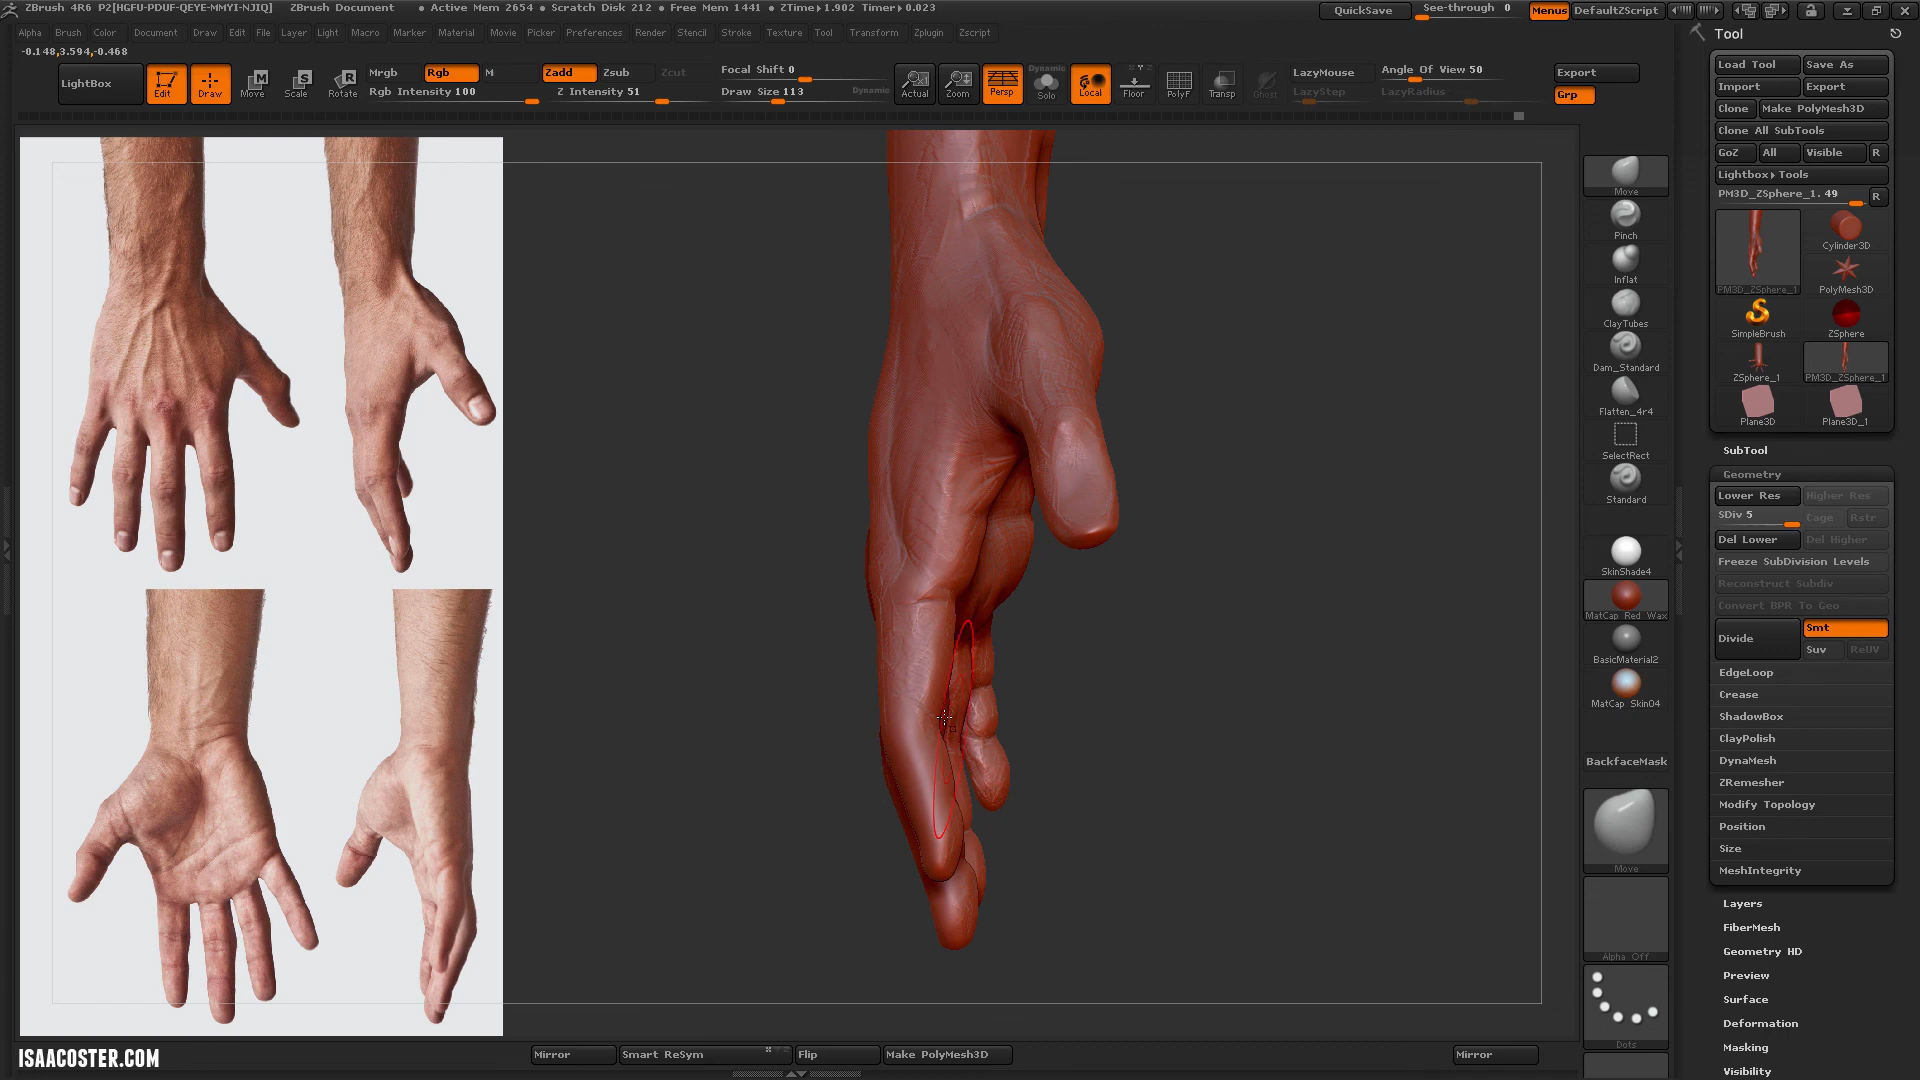 ZBrush 4R6 P2[HGFU-PDUF-QEYE-MMYI-NJIQ] ZBrush Document • Active Mem 2654 • Scratch Disk 212 • Free Mem 1441 • ZTime▸1.902 Timer▸0.023 QuickSave See-through 0 Menus DefaultZScript
Alpha Brush Color Document Draw Edit File Layer Light Macro Marker Material Movie Picker Preferences Render Stencil Stroke Texture Tool Transform Zplugin Zscript
-0.148,3.594,-0.468
LightBox
Edit
Draw
Move
Scale
Rotate
Mrgb Rgb M
Rgb Intensity 100
Zadd Zsub Zcut
Z Intensity 51
Focal Shift 0
Draw Size 113
Dynamic
Actual
Zoom
Persp
Dynamic
Solo
Local
Floor
PolyF
Transp
Ghost
LazyMouse
LazyStep
Angle Of View 50
LazyRadius
Export
Grp
Move
Pinch
Inflat
ClayTubes
Dam_Standard
Flatten_4r4
SelectRect
Standard
SkinShade4
MatCap Red Wax
BasicMaterial2
MatCap Skin04
BackfaceMask
Move
Alpha Off
Dots
Tool
Load Tool Save As
Import Export
Clone Make PolyMesh3D
Clone All SubTools
GoZ All Visible R
Lightbox▸Tools
PM3D_ZSphere_1. 49 R
PM3D_ZSphere_1
Cylinder3D
PolyMesh3D
SimpleBrush
ZSphere
ZSphere_1
PM3D_ZSphere_1
Plane3D
Plane3D_1
SubTool
Geometry
Lower Res Higher Res
SDiv 5 Cage Rstr
Del Lower Del Higher
Freeze SubDivision Levels
Reconstruct Subdiv
Convert BPR To Geo
Divide Smt
Suv ReUV
EdgeLoop
Crease
ShadowBox
ClayPolish
DynaMesh
ZRemesher
Modify Topology
Position
Size
MeshIntegrity
Layers
FiberMesh
Geometry HD
Preview
Surface
Deformation
Masking
Visibility
ISAACOSTER.COM
Mirror Smart ReSym Flip Make PolyMesh3D Mirror